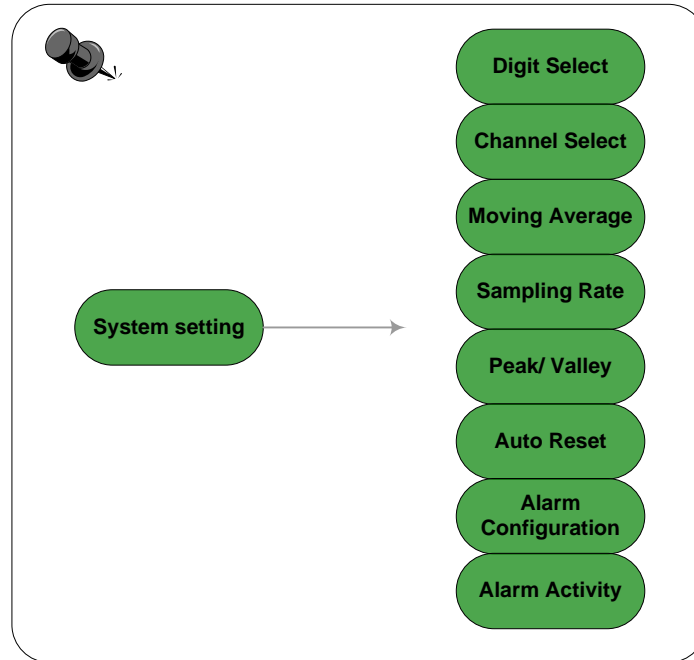 Digit Select
Channel Select
Moving Average
Sampling Rate
System setting
Peak/ Valley
Auto Reset
Alarm
Configuration
Alarm Activity